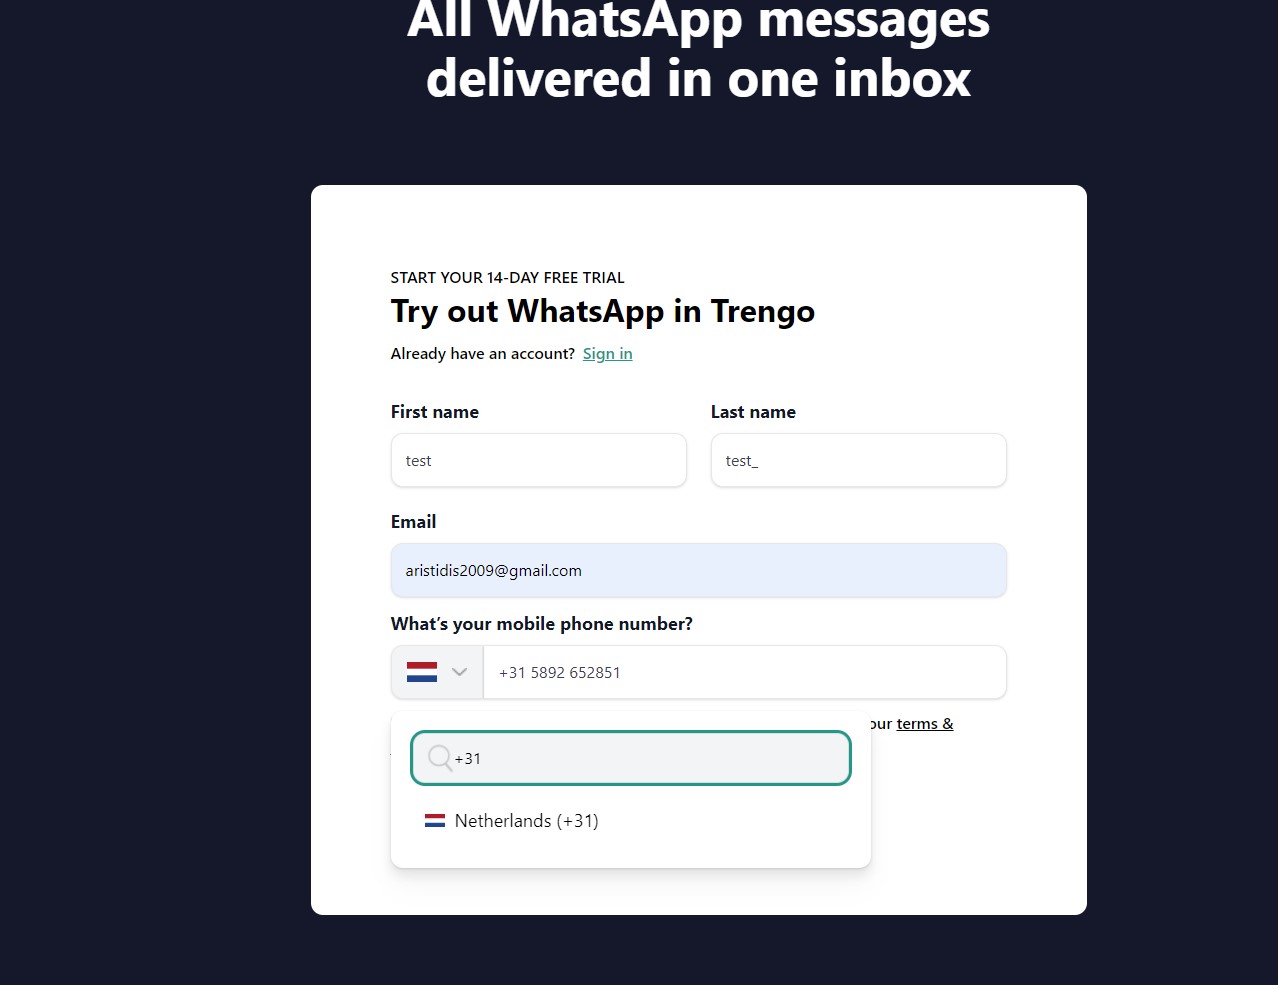 All WhatsApp messages
delivered in one inbox
START YOUR 14-DAY FREE TRIAL
Try out WhatsApp in Trengo
Already have an account? Sign in
First name
Last name
test
test_
Email
aristidis2009@gmail.com
What's your mobile phone number?
+31 5892 652851
our terms &
+31
Netherlands (+31)